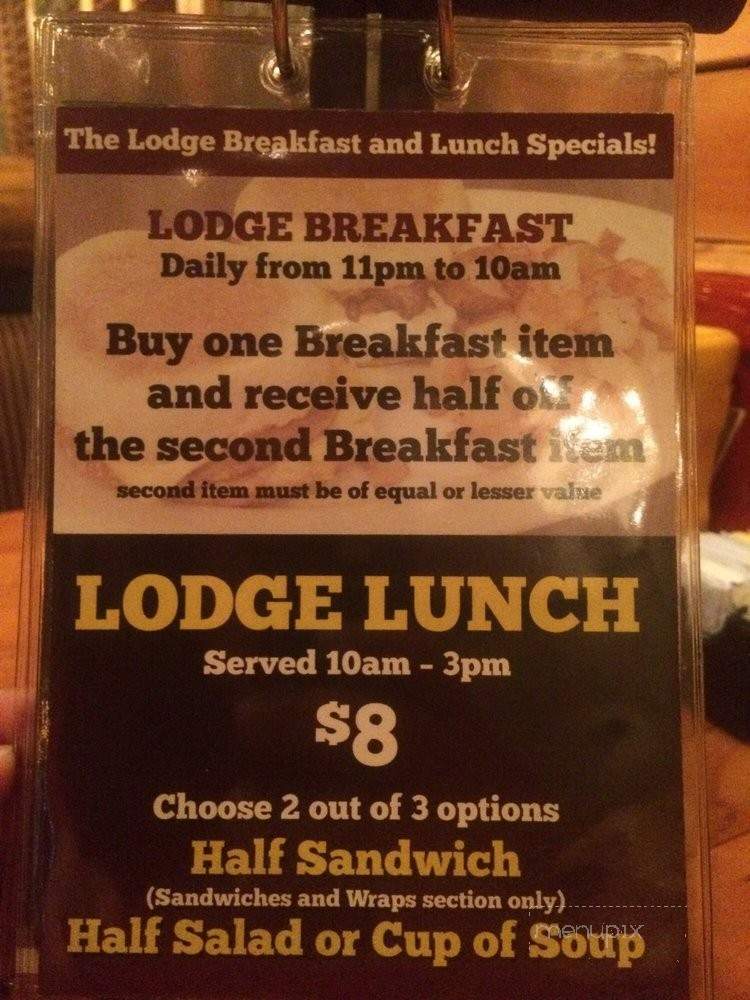 The Lodge Breakfast and Lunch Specials!
LODGE BREAKFAST
Daily from 11pm to 10am
Buy one Breakfast item
and receive half off
the second Breakfast item
second item must be of equal or lesser value
LODGE LUNCH
Served 10am - 3pm
$8
Choose 2 out of 3 options
Half Sandwich
(Sandwiches and Wraps section only)
Half Salad or Cup of Soup
menupix